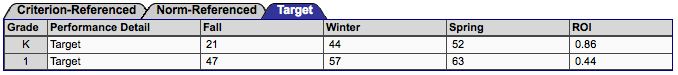 Criterion-Referenced Norm-Referenced Target
Grade Performance Detail Fall Winter Spring ROI
K Target 21 44 52 0.86
1 Target 47 57 63 0.44